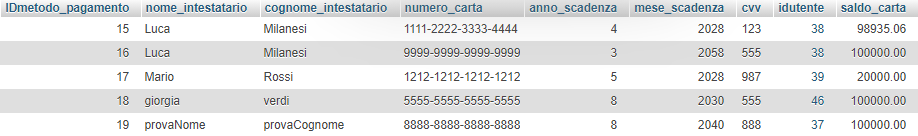 IDmetodo_pagamento nome_intestatario cognome_intestatario numero_carta anno_scadenza mese_scadenza cvv idutente saldo_carta
15 Luca Milanesi 1111-2222-3333-4444 4 2028 123 38 98935.06
16 Luca Milanesi 9999-9999-9999-9999 3 2058 555 38 100000.00
17 Mario Rossi 1212-1212-1212-1212 5 2028 987 39 20000.00
18 giorgia verdi 5555-5555-5555-5555 8 2030 555 46 100000.00
19 provaNome provaCognome 8888-8888-8888-8888 8 2040 888 37 100000.00